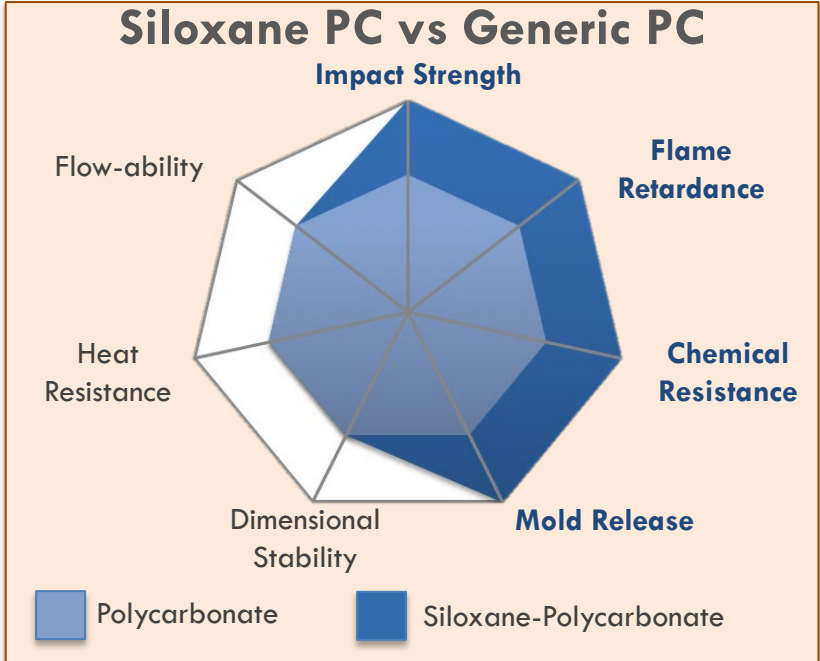 Siloxane PC vs Generic PC
Impact Strength
Flow-ability
Flame
Retardance
Heat
Resistance
Chemical
Resistance
Dimensional
Stability
Mold Release
Polycarbonate
Siloxane-Polycarbonate